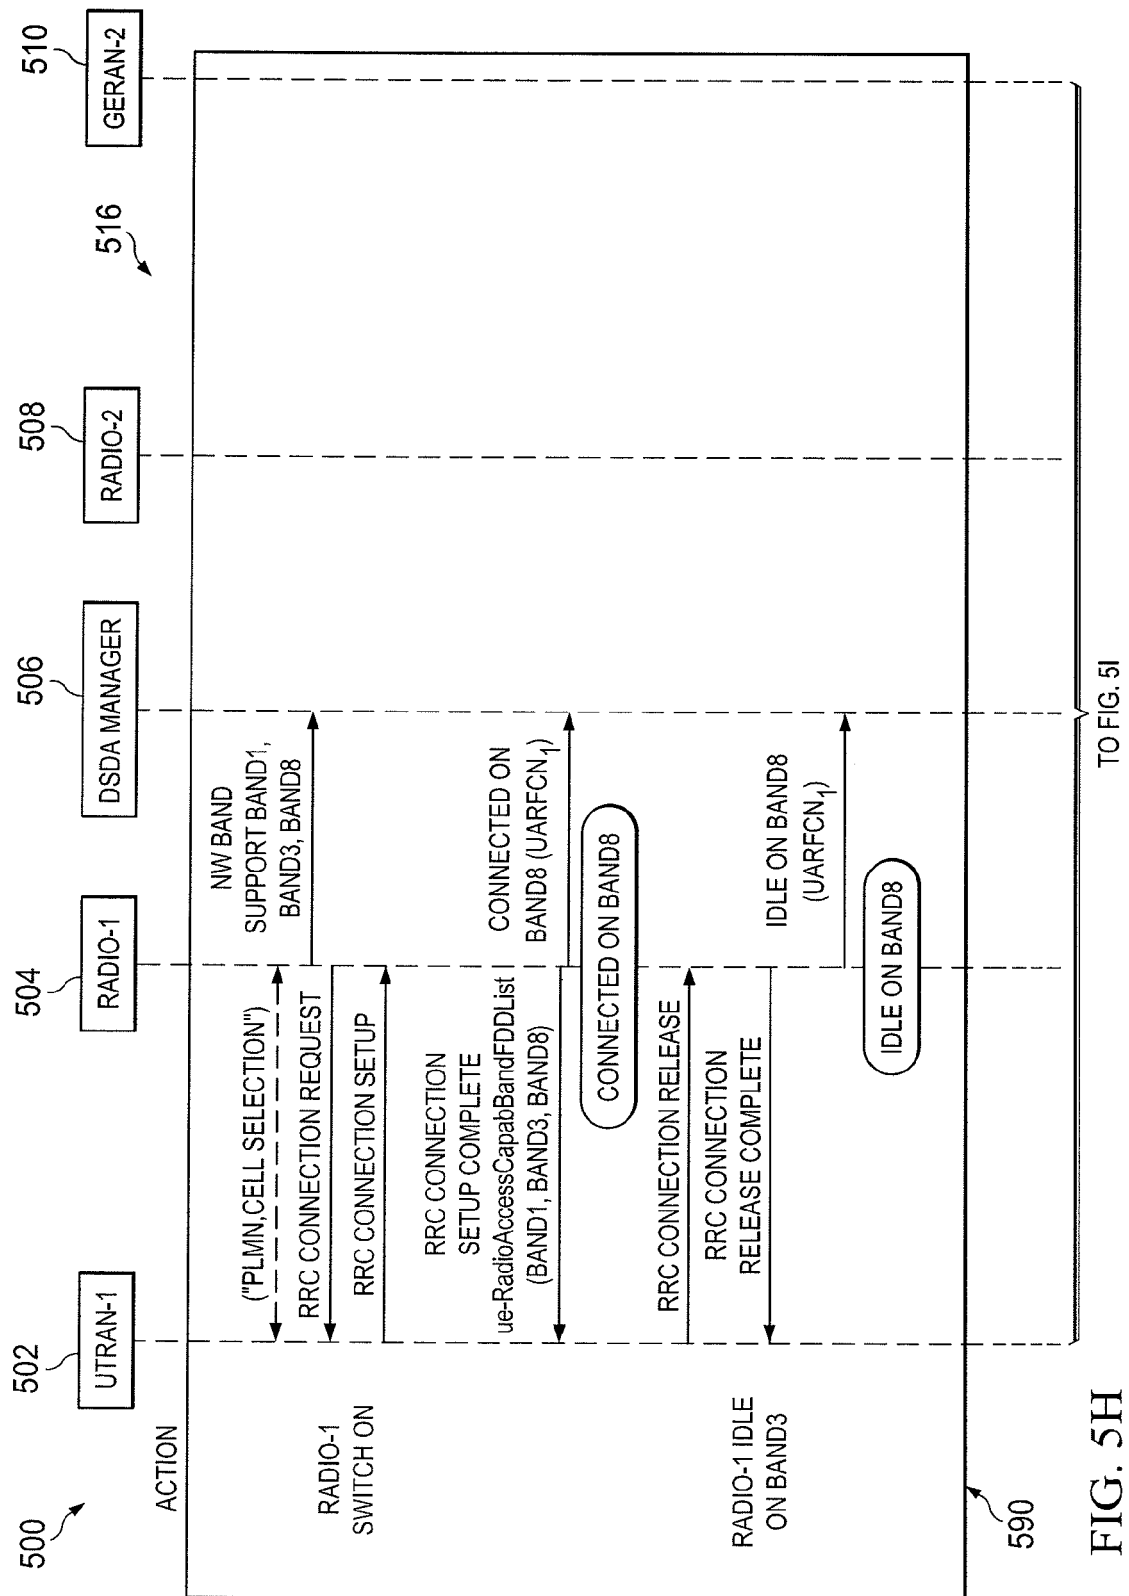 500
502
504
506
508
516
510
ACTION
UTRAN-1
RADIO-1
DSDA MANAGER
RADIO-2
GERAN-2
RADIO-1
SWITCH ON
("PLMN,CELL SELECTION")
NW BAND
SUPPORT BAND1,
BAND3, BAND8
RRC CONNECTION REQUEST
RRC CONNECTION SETUP
RRC CONNECTION
SETUP COMPLETE
ue-RadioAccessCapabBandFDDList
(BAND1, BAND3, BAND8)
CONNECTED ON
BAND8 (UARFCN1)
CONNECTED ON BAND8
RADIO-1 IDLE
ON BAND3
RRC CONNECTION RELEASE
RRC CONNECTION
RELEASE COMPLETE
IDLE ON BAND8
(UARFCN1)
IDLE ON BAND8
590
TO FIG. 5I
FIG. 5H